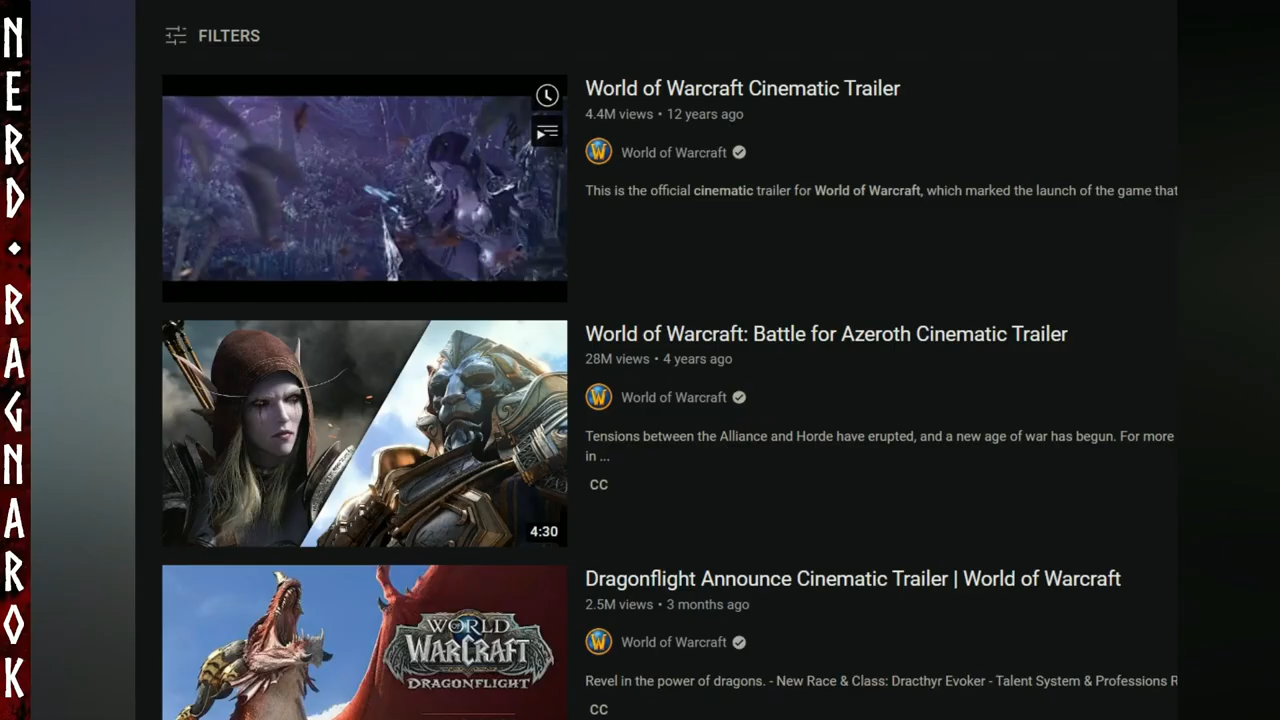 NERD • RAGNAROK
FILTERS
World of Warcraft Cinematic Trailer
4.4M views • 12 years ago
World of Warcraft
This is the official cinematic trailer for World of Warcraft, which marked the launch of the game that
World of Warcraft: Battle for Azeroth Cinematic Trailer
28M views • 4 years ago
World of Warcraft
Tensions between the Alliance and Horde have erupted, and a new age of war has begun. For more
in ...
CC
4:30
Dragonflight Announce Cinematic Trailer | World of Warcraft
2.5M views • 3 months ago
World of Warcraft
WORLD
OF
WARCRAFT
DRAGONFLIGHT
Revel in the power of dragons. - New Race & Class: Dracthyr Evoker - Talent System & Professions R
CC